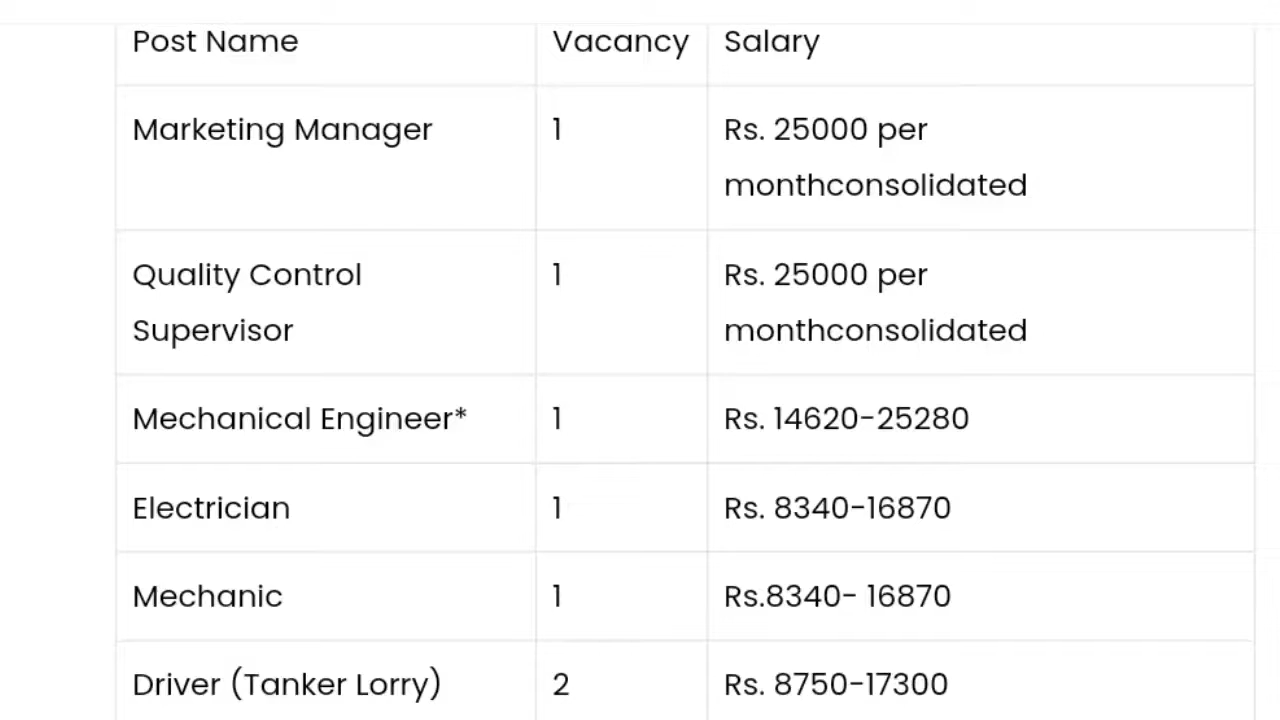 Post Name Vacancy Salary
Marketing Manager 1 Rs. 25000 per
monthconsolidated
Quality Control 1 Rs. 25000 per
Supervisor monthconsolidated
Mechanical Engineer* 1 Rs. 14620-25280
Electrician 1 Rs. 8340-16870
Mechanic 1 Rs.8340- 16870
Driver (Tanker Lorry) 2 Rs. 8750-17300